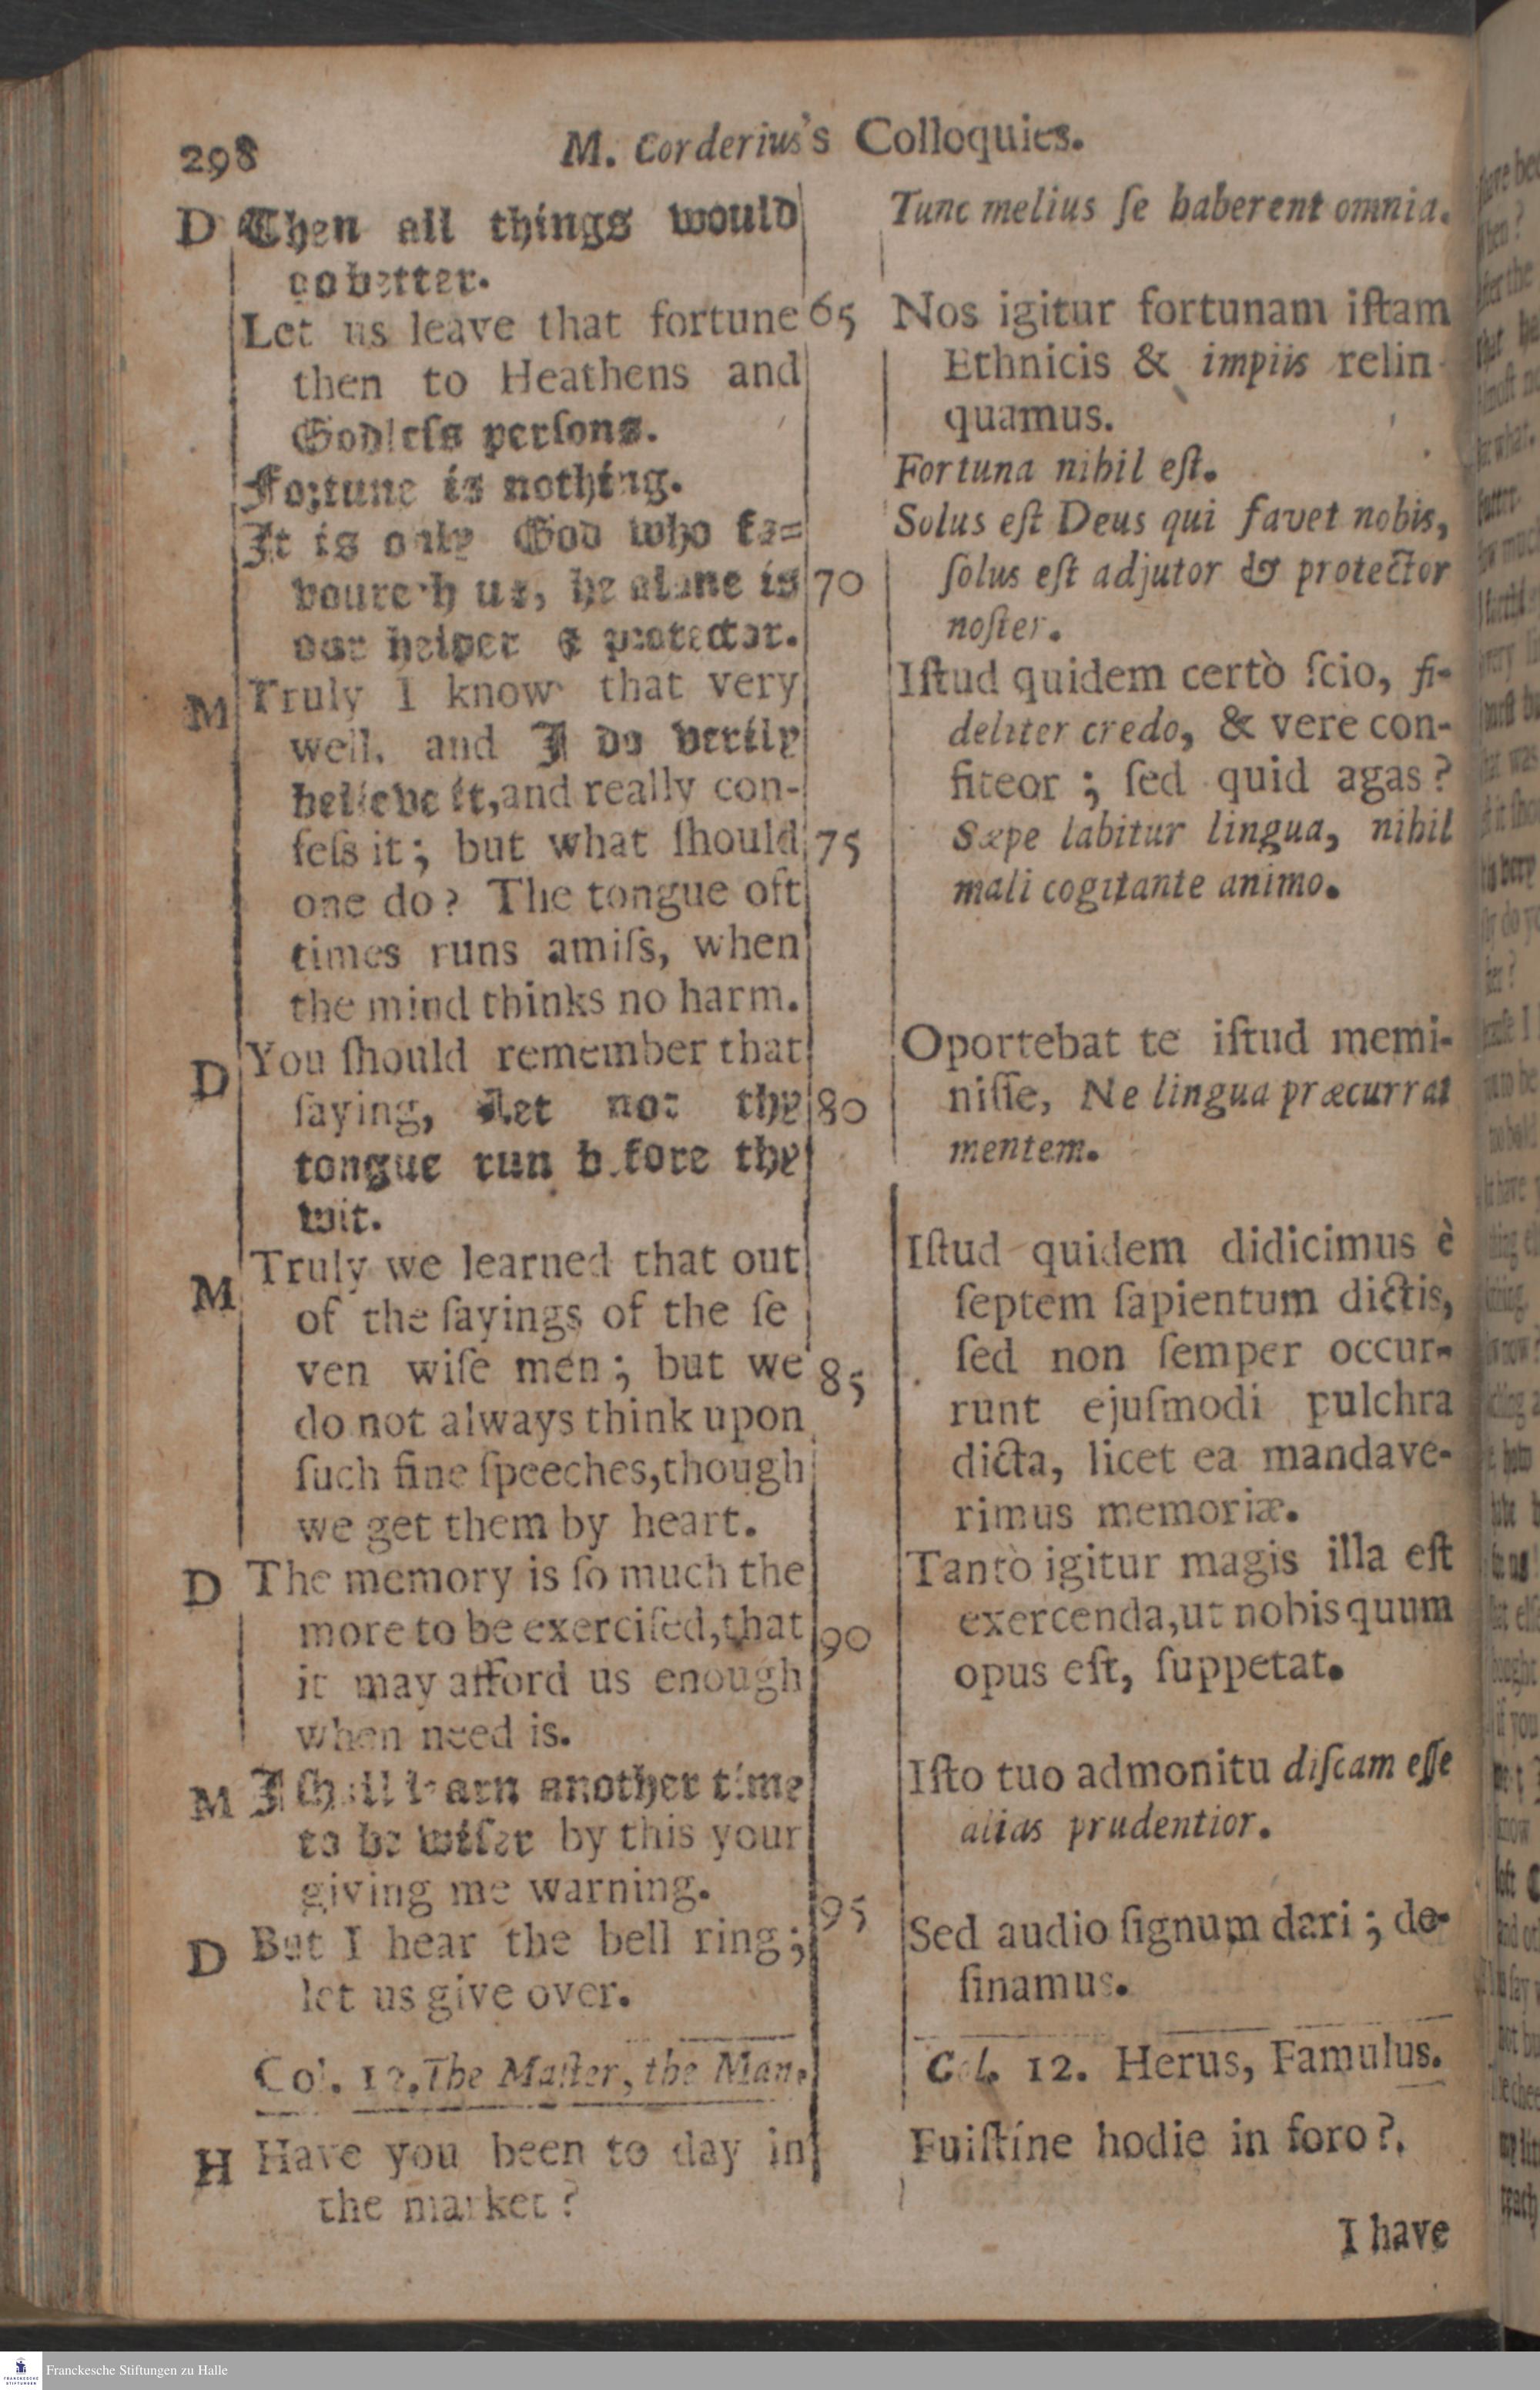 298
M. Corderius's Colloquies.
D Then all things would
go better.
Let us leave that fortune
then to Heathens and
Godleſs perſons.
Fortune is nothing.
It is only God who fa=
voureth us, he alone is
our helper & protector.
M Truly I know that very
well, and I do verily
believe it, and really con-
feſs it; but what ſhould
one do? The tongue oft
times runs amiſs, when
the mind thinks no harm.
D You ſhould remember that
ſaying, Let not thy
tongue run before thy
wit.
M Truly we learned that out
of the ſayings of the ſe
ven wiſe men; but we
do not always think upon
ſuch fine ſpeeches, though
we get them by heart.
D The memory is ſo much the
more to be exerciſed, that
it may afford us enough
when need is.
M I ſhall learn another time
to be wiſer by this your
giving me warning.
D But I hear the bell ring;
let us give over.
Col. 12. The Maſter, the Man.
H Have you been to day in
the market?
65
70
75
80
85
90
95
Tunc melius ſe haberent omnia.
Nos igitur fortunam iſtam
Ethnicis & impiis relin-
quamus.
Fortuna nihil eſt.
Solus eſt Deus qui favet nobis,
ſolus eſt adjutor & protector
noſter.
Iſtud quidem certò ſcio, fi-
deliter credo, & vere con-
fiteor; ſed quid agas?
Sæpe labitur lingua, nihil
mali cogitante animo.
Oportebat te iſtud memi-
niſſe, Ne lingua præcurrat
mentem.
Iſtud quidem didicimus è
ſeptem ſapientum dictis,
ſed non ſemper occur-
runt ejuſmodi pulchra
dicta, licet ea mandave-
rimus memoriæ.
Tantò igitur magis illa eſt
exercenda, ut nobis quum
opus eſt, ſuppetat.
Iſto tuo admonitu diſcam eſſe
alias prudentior.
Sed audio ſignum dari; de-
ſinamus.
Col. 12. Herus, Famulus.
Fuiſtine hodie in foro?
I have
Franckesche Stiftungen zu Halle